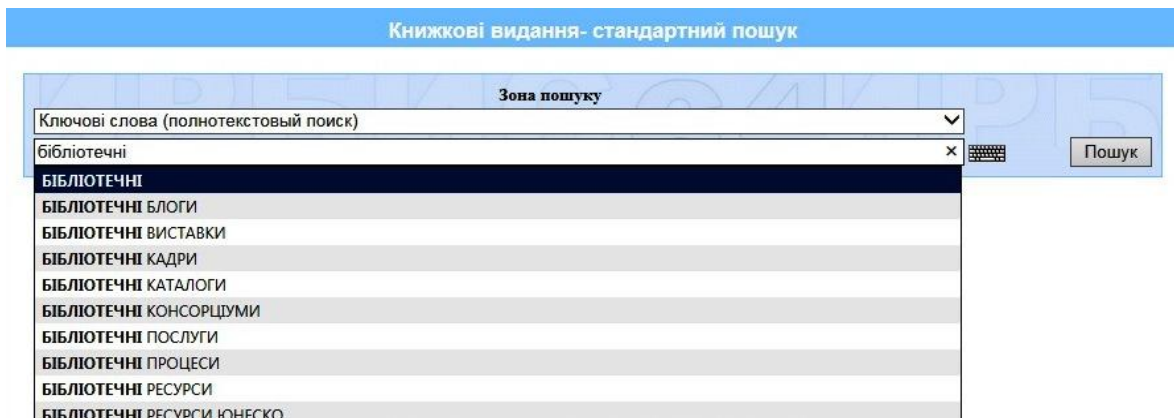 Книжкові видання- стандартний пошук
Зона пошуку
Ключові слова (полнотекстовый поиск)
бібліотечні × Пошук
БІБЛІОТЕЧНІ
БІБЛІОТЕЧНІ БЛОГИ
БІБЛІОТЕЧНІ ВИСТАВКИ
БІБЛІОТЕЧНІ КАДРИ
БІБЛІОТЕЧНІ КАТАЛОГИ
БІБЛІОТЕЧНІ КОНСОРЦІУМИ
БІБЛІОТЕЧНІ ПОСЛУГИ
БІБЛІОТЕЧНІ ПРОЦЕСИ
БІБЛІОТЕЧНІ РЕСУРСИ
БІБЛІОТЕЧНІ РЕСУРСИ ЮНЕСКО